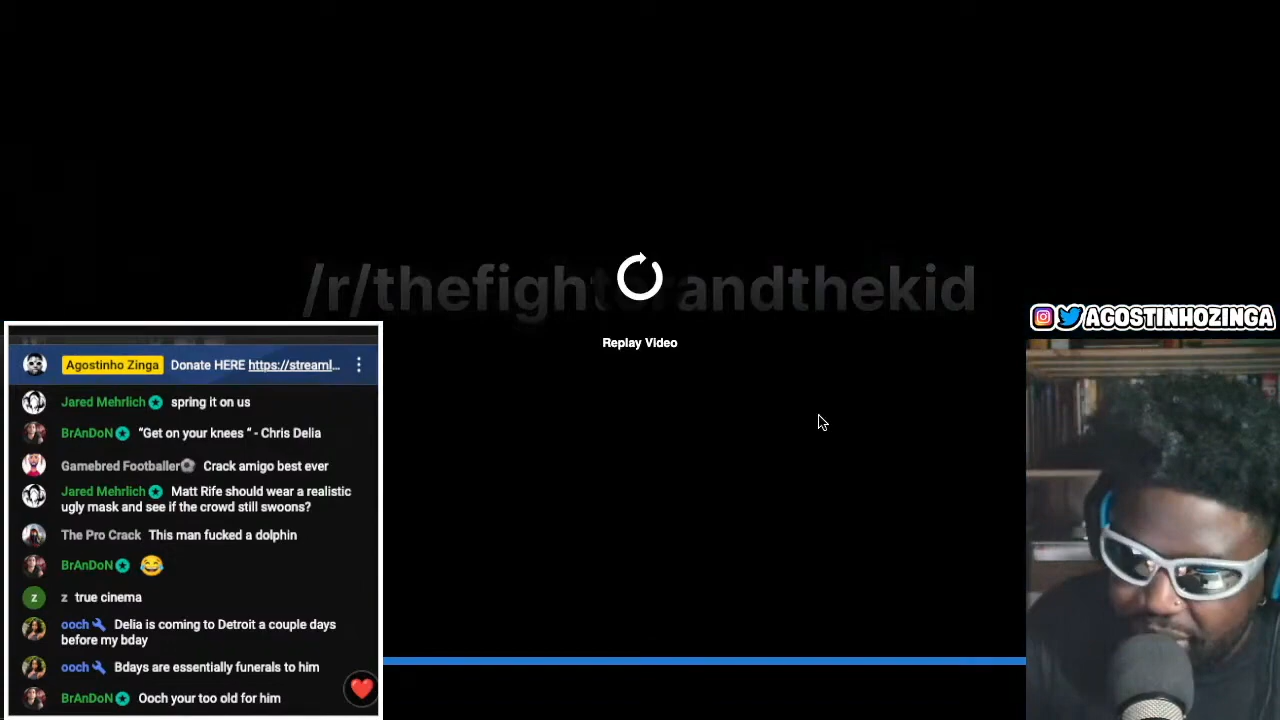 /r/thefighterandthekid
Replay Video
AGOSTINHOZINGA
Agostinho Zinga Donate HERE https://streaml...
Jared Mehrlich spring it on us
BrAnDoN “Get on your knees “ - Chris Delia
Gamebred Footballer Crack amigo best ever
Jared Mehrlich Matt Rife should wear a realistic
ugly mask and see if the crowd still swoons?
The Pro Crack This man fucked a dolphin
BrAnDoN 😂
z z true cinema
ooch Delia is coming to Detroit a couple days
before my bday
ooch Bdays are essentially funerals to him
BrAnDoN Ooch your too old for him